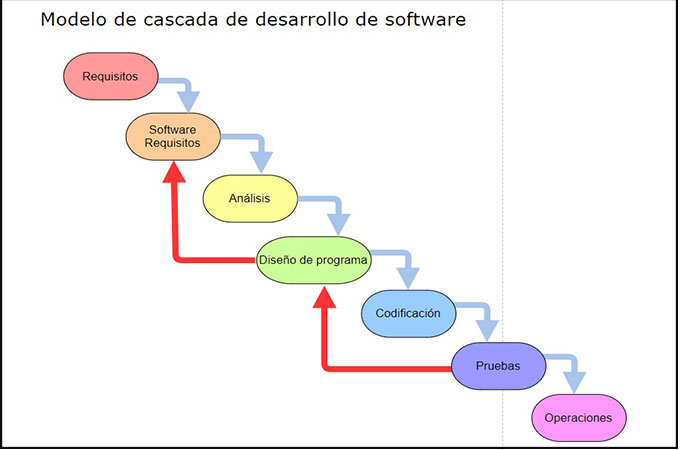 Modelo de cascada de desarrollo de software
Requisitos
Software
Requisitos
Análisis
Diseño de programa
Codificación
Pruebas
Operaciones